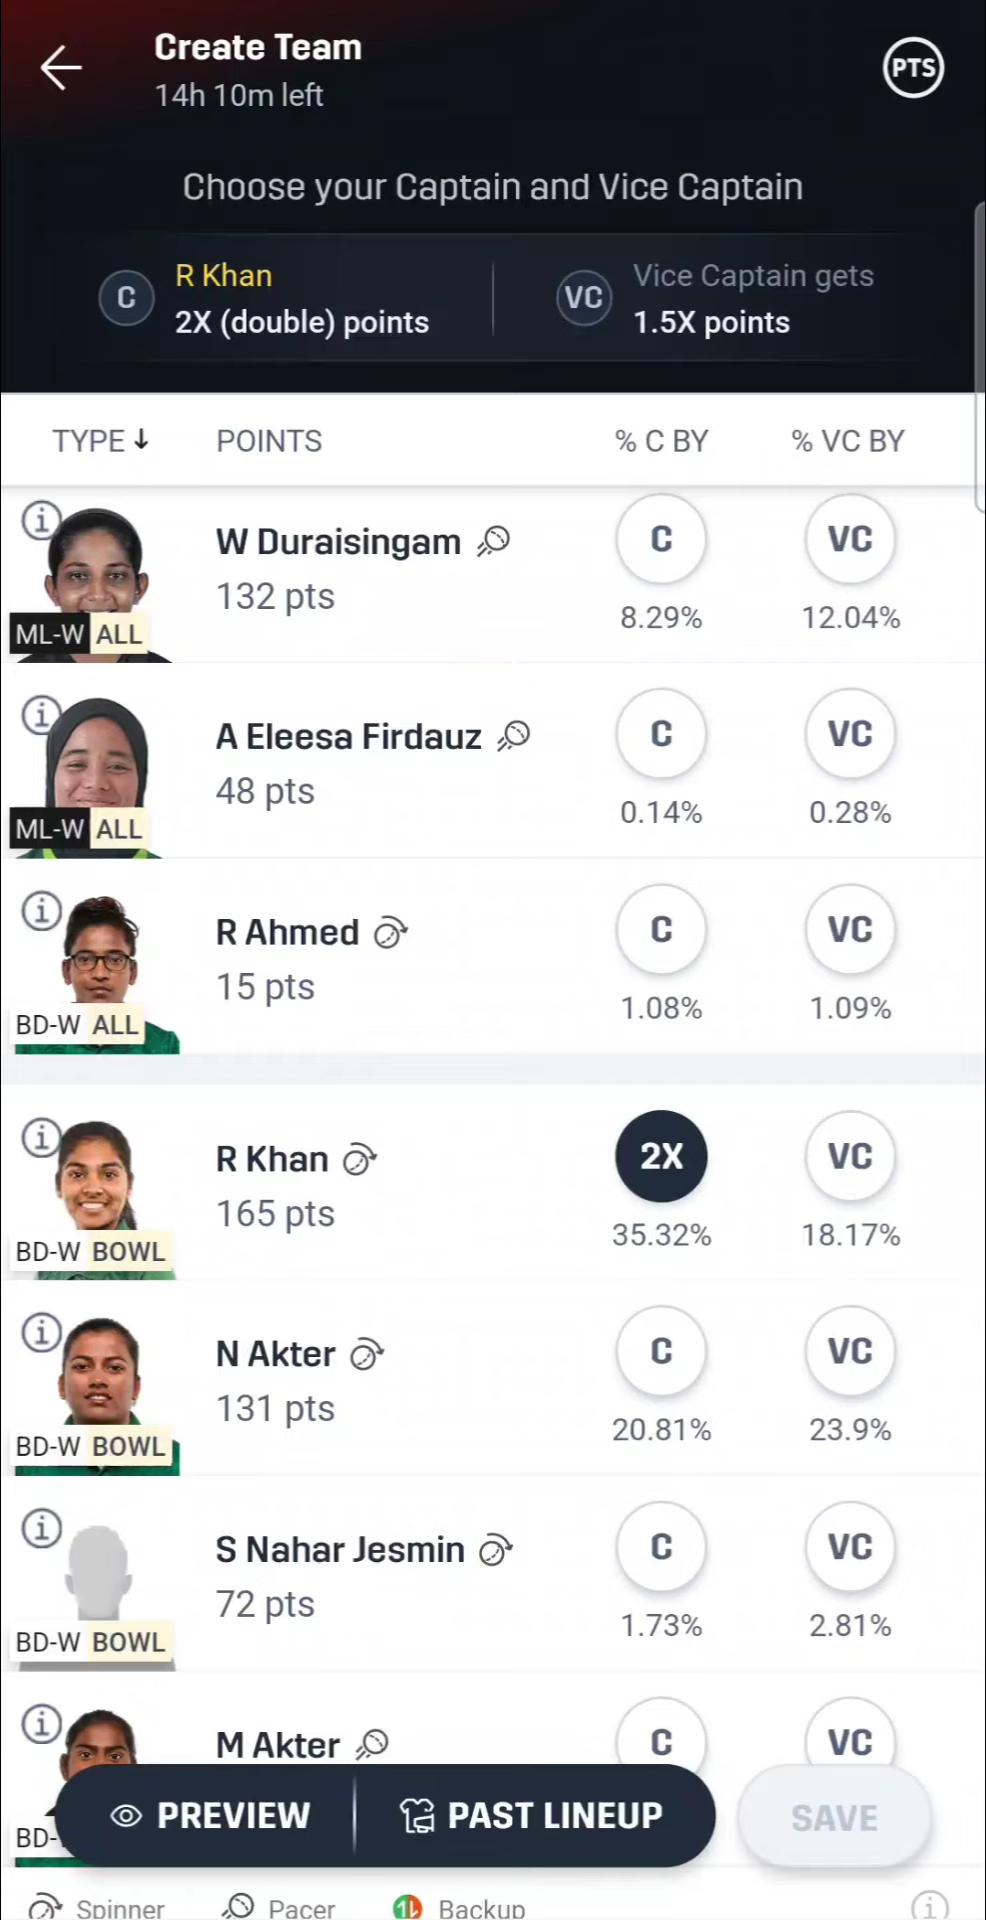 Create Team
14h 10m left
PTS
Choose your Captain and Vice Captain
C
R Khan
2X (double) points
VC
Vice Captain gets
1.5X points
TYPE POINTS % C BY % VC BY
W Duraisingam C VC
132 pts 8.29% 12.04%
ML-W ALL
A Eleesa Firdauz C VC
48 pts 0.14% 0.28%
ML-W ALL
R Ahmed C VC
15 pts 1.08% 1.09%
BD-W ALL
R Khan 2X VC
165 pts 35.32% 18.17%
BD-W BOWL
N Akter C VC
131 pts 20.81% 23.9%
BD-W BOWL
S Nahar Jesmin C VC
72 pts 1.73% 2.81%
BD-W BOWL
M Akter C VC
PREVIEW PAST LINEUP SAVE
Spinner Pacer Backup